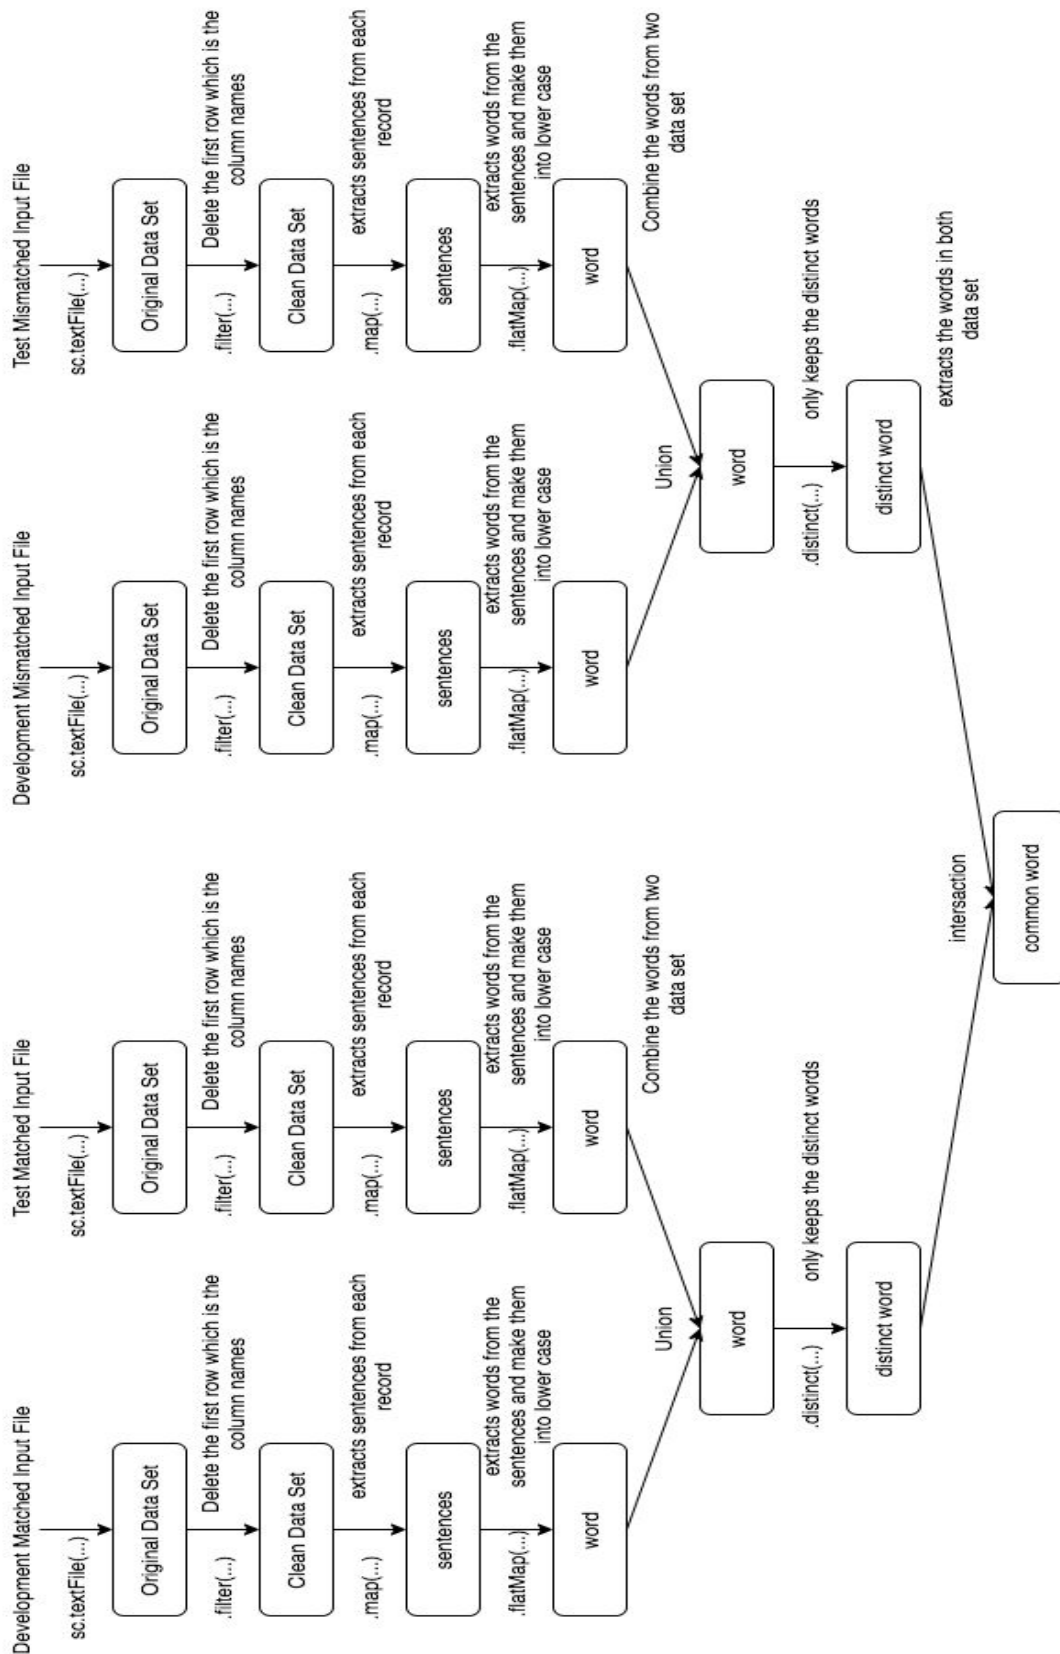 Development Matched Input File
Test Matched Input File
Development Mismatched Input File
Test Mismatched Input File
sc.textFile(...)
sc.textFile(...)
sc.textFile(...)
sc.textFile(...)
Original Data Set
Original Data Set
Original Data Set
Original Data Set
.filter(...)
Delete the first row which is the
column names
.filter(...)
Delete the first row which is the
column names
.filter(...)
Delete the first row which is the
column names
.filter(...)
Delete the first row which is the
column names
Clean Data Set
Clean Data Set
Clean Data Set
Clean Data Set
.map(...)
extracts sentences from each
record
.map(...)
extracts sentences from each
record
.map(...)
extracts sentences from each
record
.map(...)
extracts sentences from each
record
sentences
sentences
sentences
sentences
.flatMap(...)
extracts words from the
sentences and make them
into lower case
.flatMap(...)
extracts words from the
sentences and make them
into lower case
.flatMap(...)
extracts words from the
sentences and make them
into lower case
.flatMap(...)
extracts words from the
sentences and make them
into lower case
word
word
word
word
Union
Combine the words from two
data set
Union
Combine the words from two
data set
word
word
.distinct(...)
only keeps the distinct words
.distinct(...)
only keeps the distinct words
distinct word
distinct word
intersaction
extracts the words in both
data set
common word